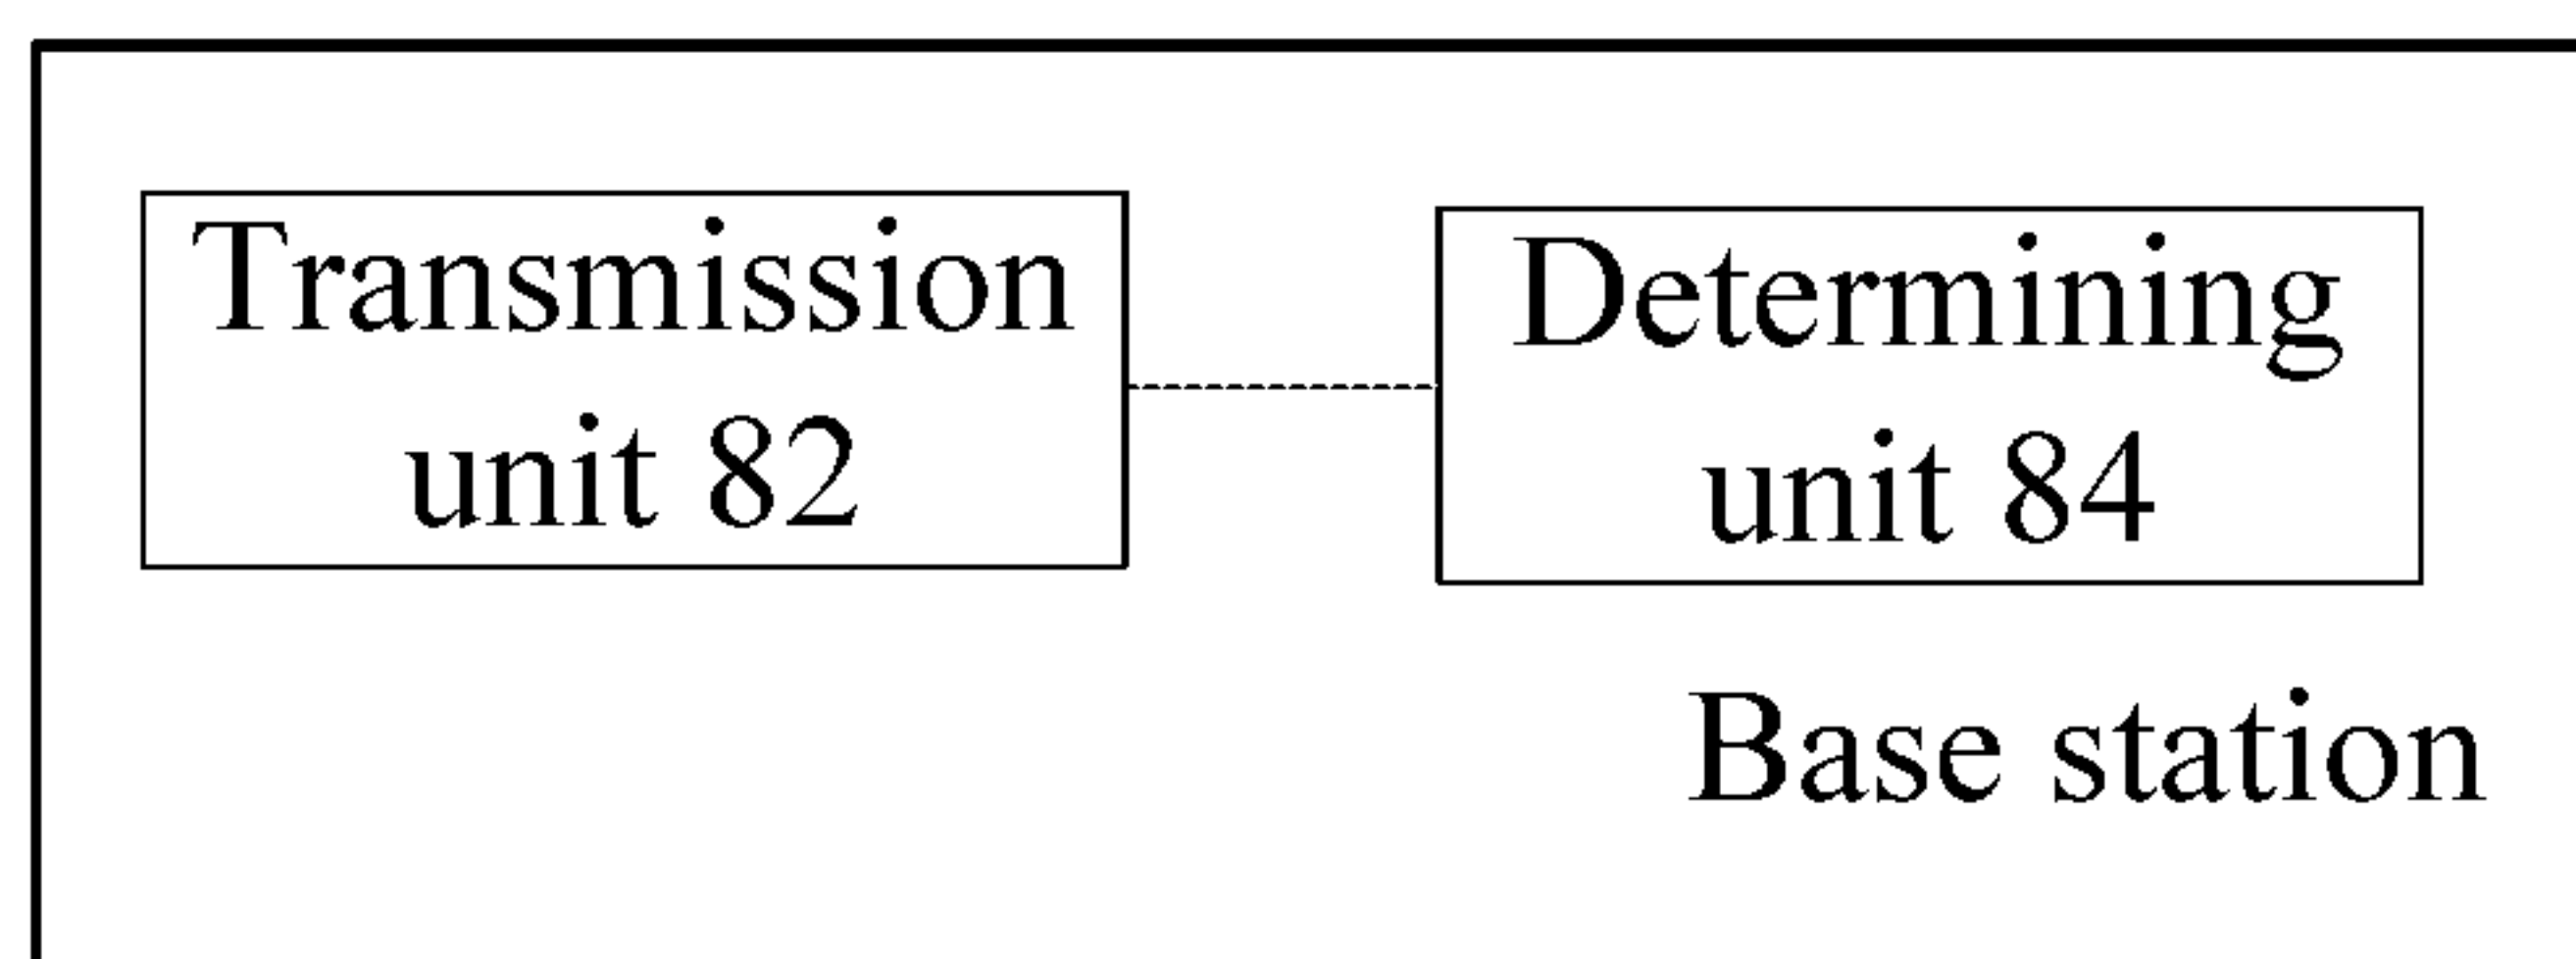 Transmission
unit 82
Determining
unit 84
Base station